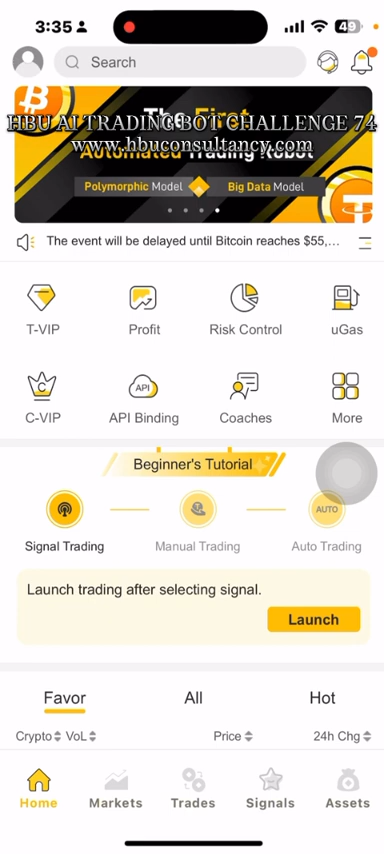 3:35
49
Search
The First
HBU AI TRADING BOT CHALLENGE 74
Automated Trading Robot
www.hbuconsultancy.com
Polymorphic Model
Big Data Model
The event will be delayed until Bitcoin reaches $55,...
T-VIP
Profit
Risk Control
uGas
C
API
C-VIP
API Binding
Coaches
More
Beginner's Tutorial
AUTO
Signal Trading
Manual Trading
Auto Trading
Launch trading after selecting signal.
Launch
Favor
All
Hot
Crypto
VoL
Price
24h Chg
Home
Markets
Trades
Signals
Assets